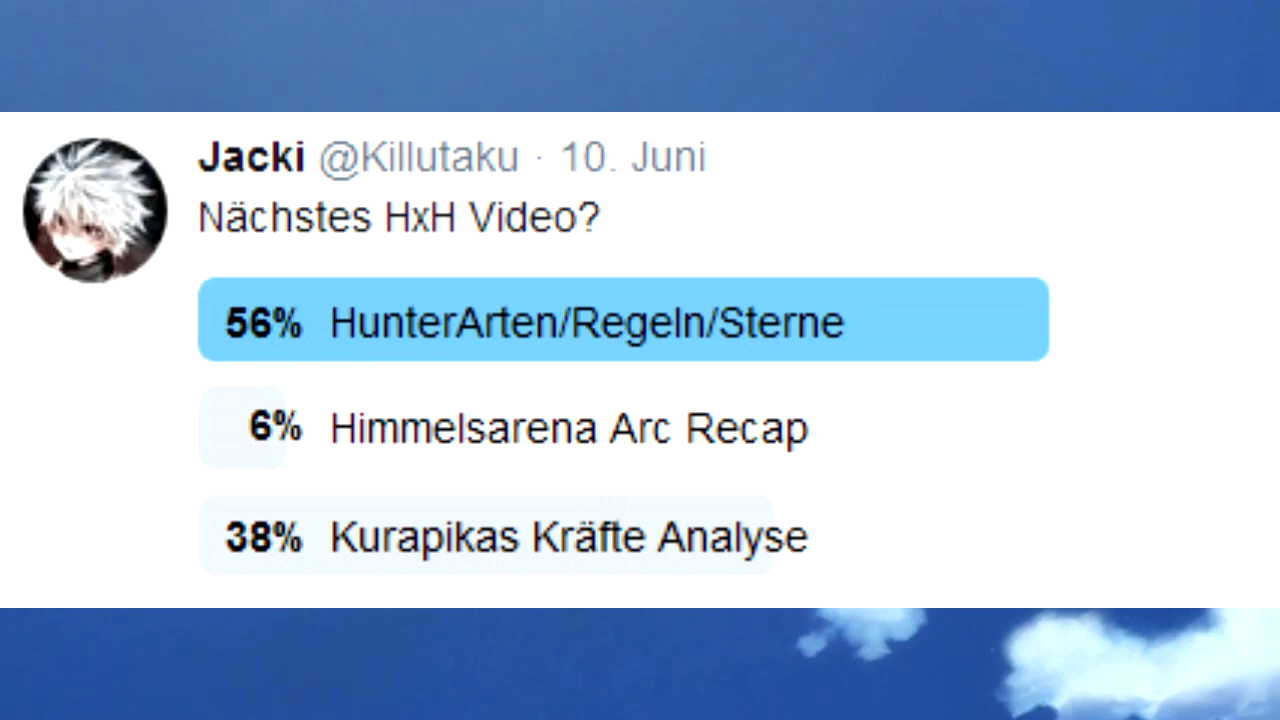 Jacki @Killutaku · 10. Juni
Nächstes HxH Video?
56% HunterArten/Regeln/Sterne
6% Himmelsarena Arc Recap
38% Kurapikas Kräfte Analyse